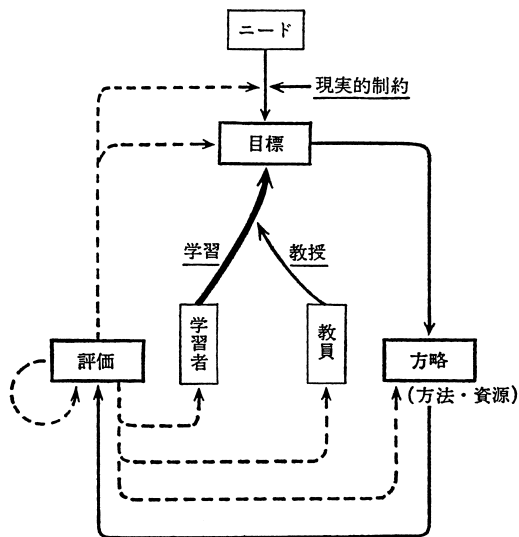 ニード
現実的制約
目標
学習
教授
学習者
教員
評価
方略
(方法・資源)